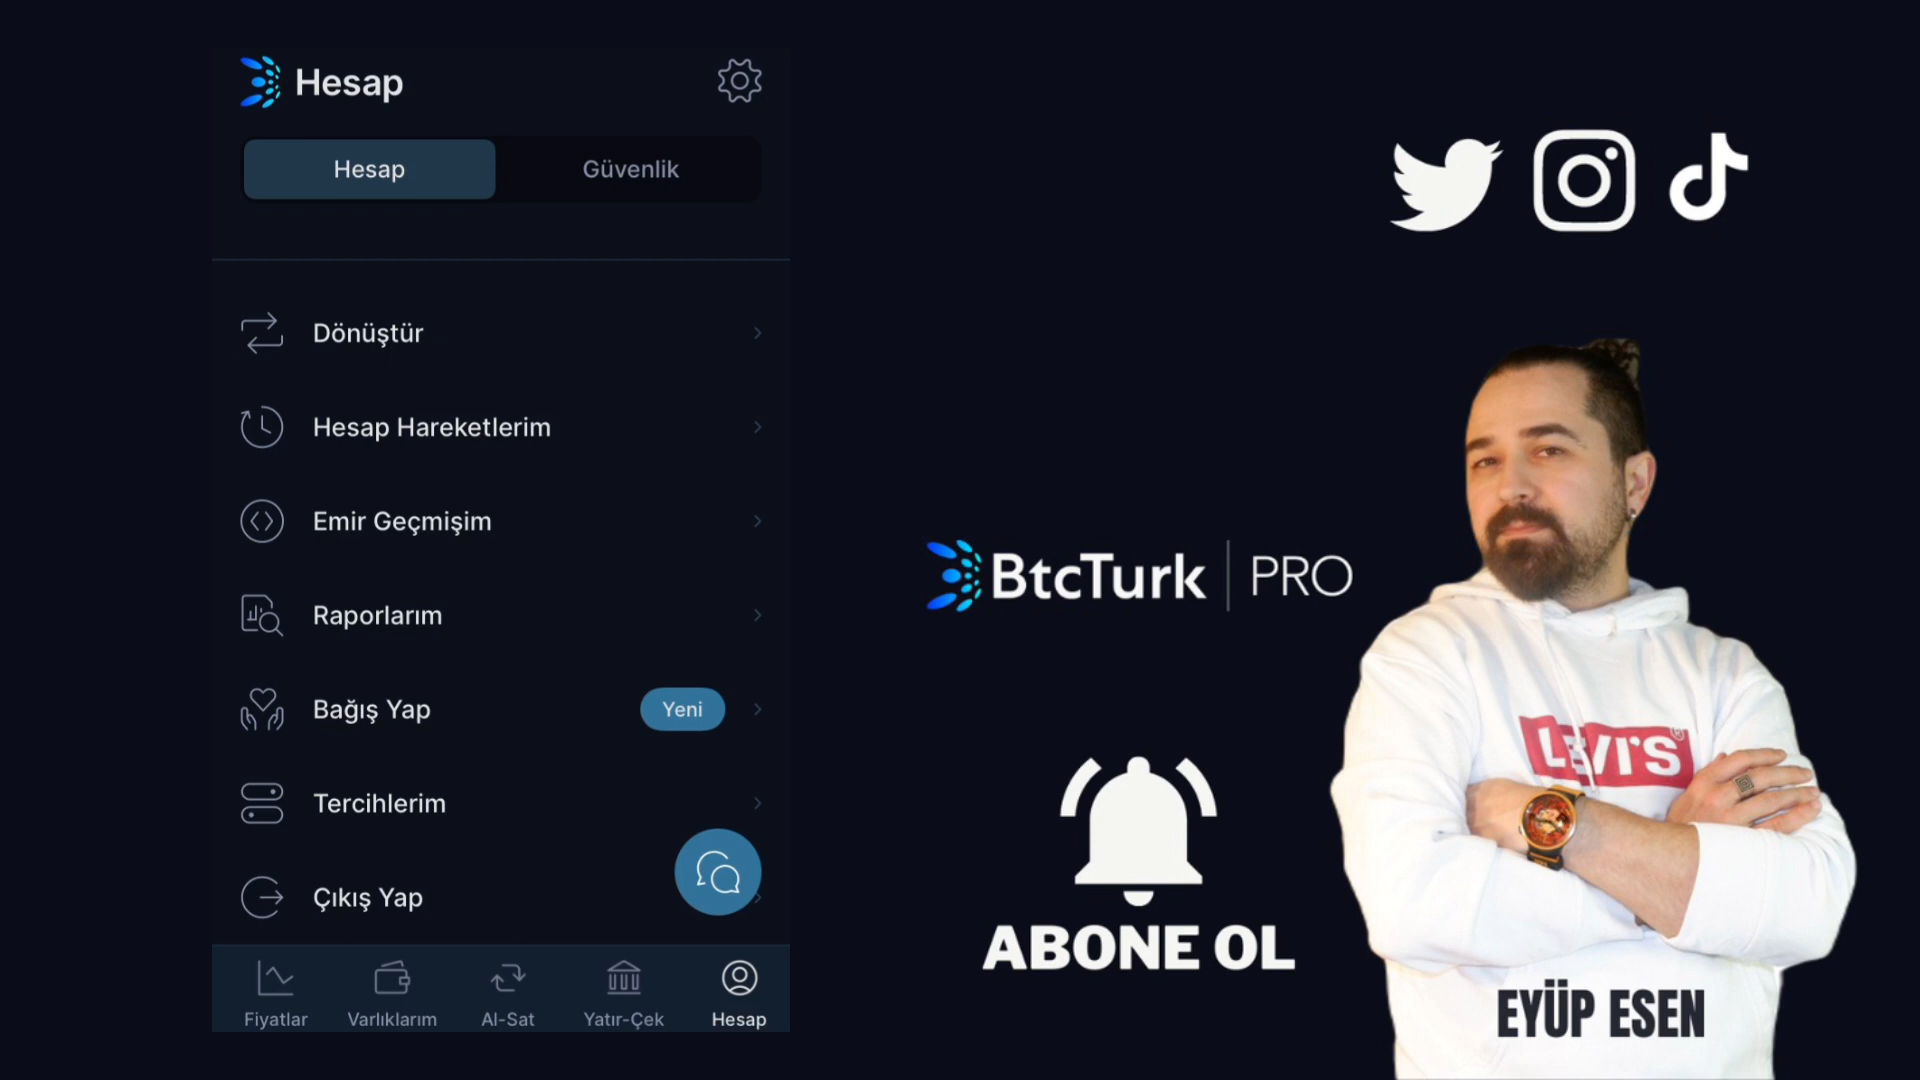 Hesap
Hesap
Güvenlik
Dönüştür
Hesap Hareketlerim
Emir Geçmişim
Raporlarım
Bağış Yap
Yeni
Tercihlerim
Çıkış Yap
Fiyatlar
Varlıklarım
Al-Sat
Yatır-Çek
Hesap
BtcTurk | PRO
ABONE OL
LEVI'S®
EYÜP ESEN